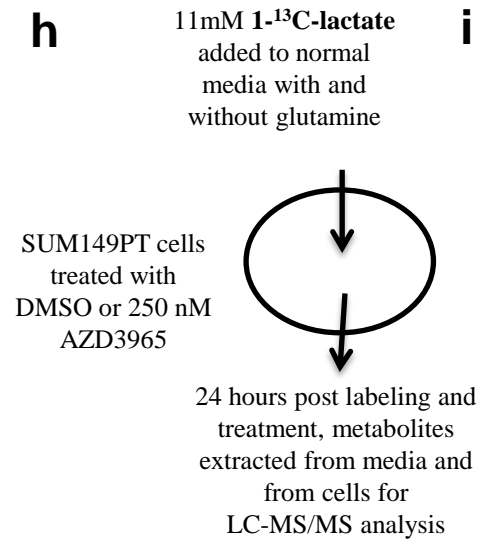 h
i
11mM 1-¹³C-lactate
added to normal
media with and
without glutamine
SUM149PT cells
treated with
DMSO or 250 nM
AZD3965
24 hours post labeling and
treatment, metabolites
extracted from media and
from cells for
LC-MS/MS analysis